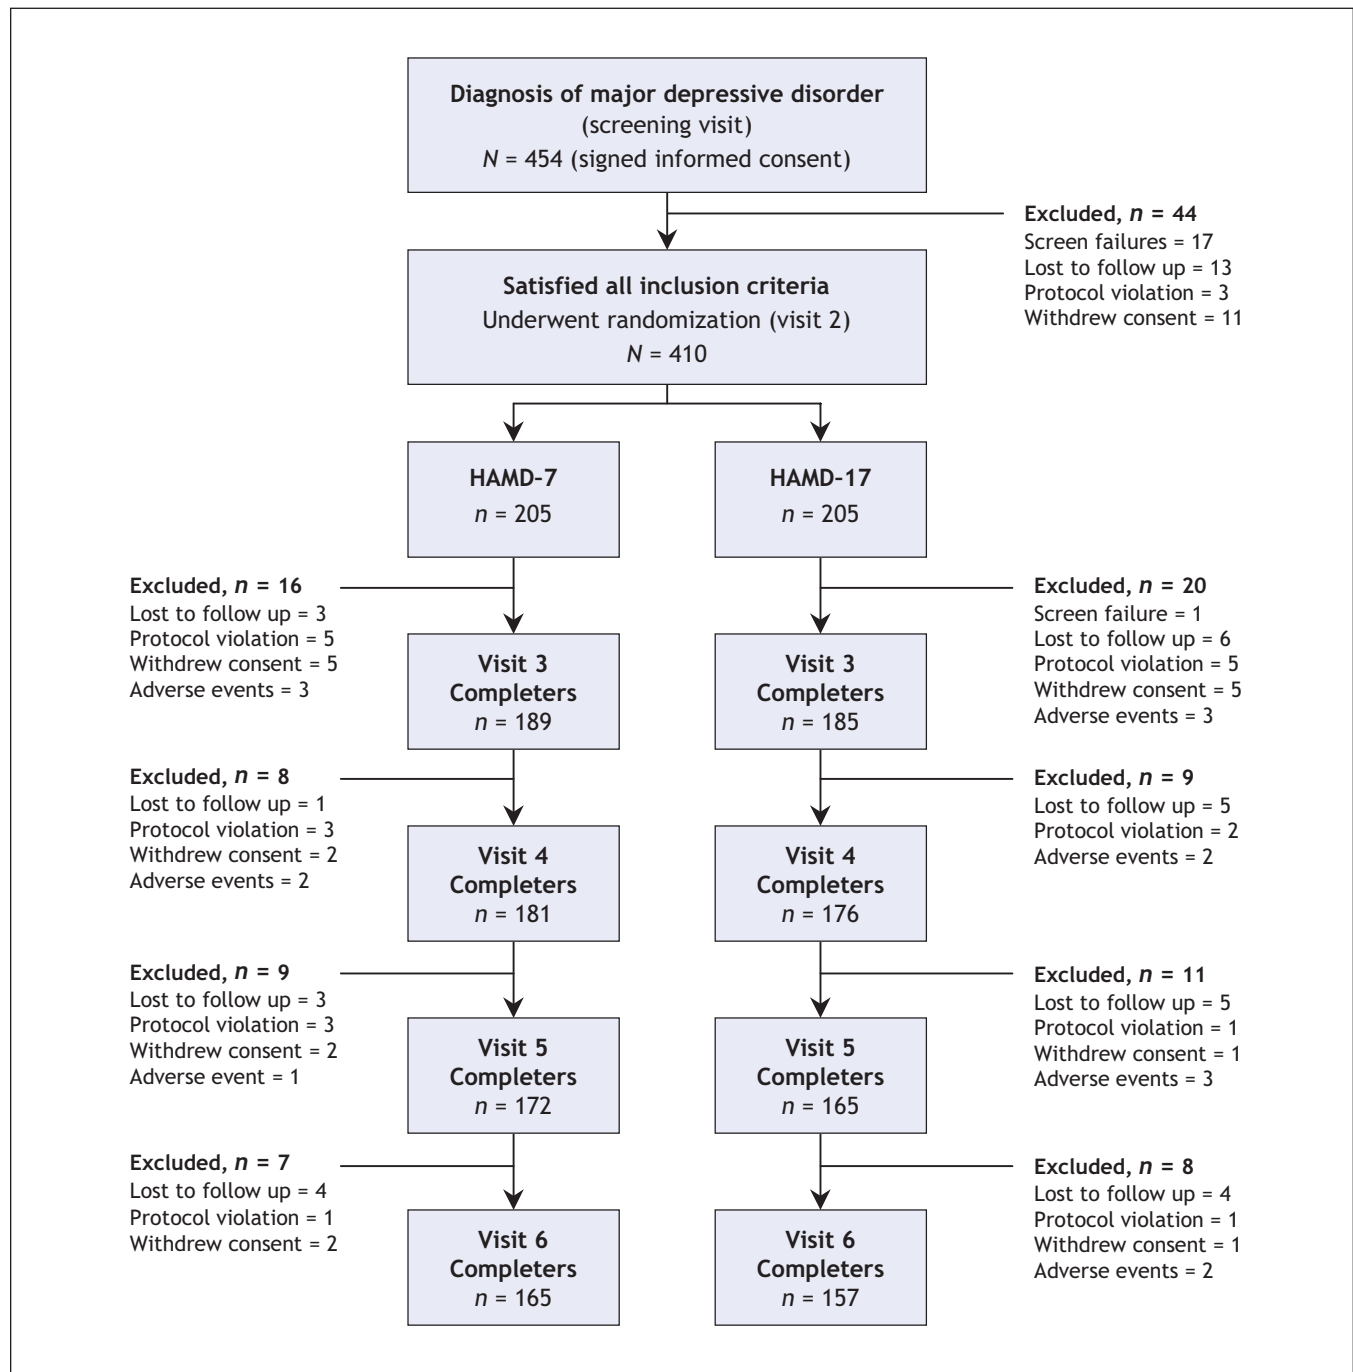 Diagnosis of major depressive disorder
(screening visit)
N = 454 (signed informed consent)
Excluded, n = 44
Screen failures = 17
Lost to follow up = 13
Protocol violation = 3
Withdrew consent = 11
Satisfied all inclusion criteria
Underwent randomization (visit 2)
N = 410
HAMD-7
n = 205
HAMD-17
n = 205
Excluded, n = 16
Lost to follow up = 3
Protocol violation = 5
Withdrew consent = 5
Adverse events = 3
Excluded, n = 20
Screen failure = 1
Lost to follow up = 6
Protocol violation = 5
Withdrew consent = 5
Adverse events = 3
Visit 3
Completers
n = 189
Visit 3
Completers
n = 185
Excluded, n = 8
Lost to follow up = 1
Protocol violation = 3
Withdrew consent = 2
Adverse events = 2
Excluded, n = 9
Lost to follow up = 5
Protocol violation = 2
Adverse events = 2
Visit 4
Completers
n = 181
Visit 4
Completers
n = 176
Excluded, n = 9
Lost to follow up = 3
Protocol violation = 3
Withdrew consent = 2
Adverse event = 1
Excluded, n = 11
Lost to follow up = 5
Protocol violation = 1
Withdrew consent = 1
Adverse events = 3
Visit 5
Completers
n = 172
Visit 5
Completers
n = 165
Excluded, n = 7
Lost to follow up = 4
Protocol violation = 1
Withdrew consent = 2
Excluded, n = 8
Lost to follow up = 4
Protocol violation = 1
Withdrew consent = 1
Adverse events = 2
Visit 6
Completers
n = 165
Visit 6
Completers
n = 157